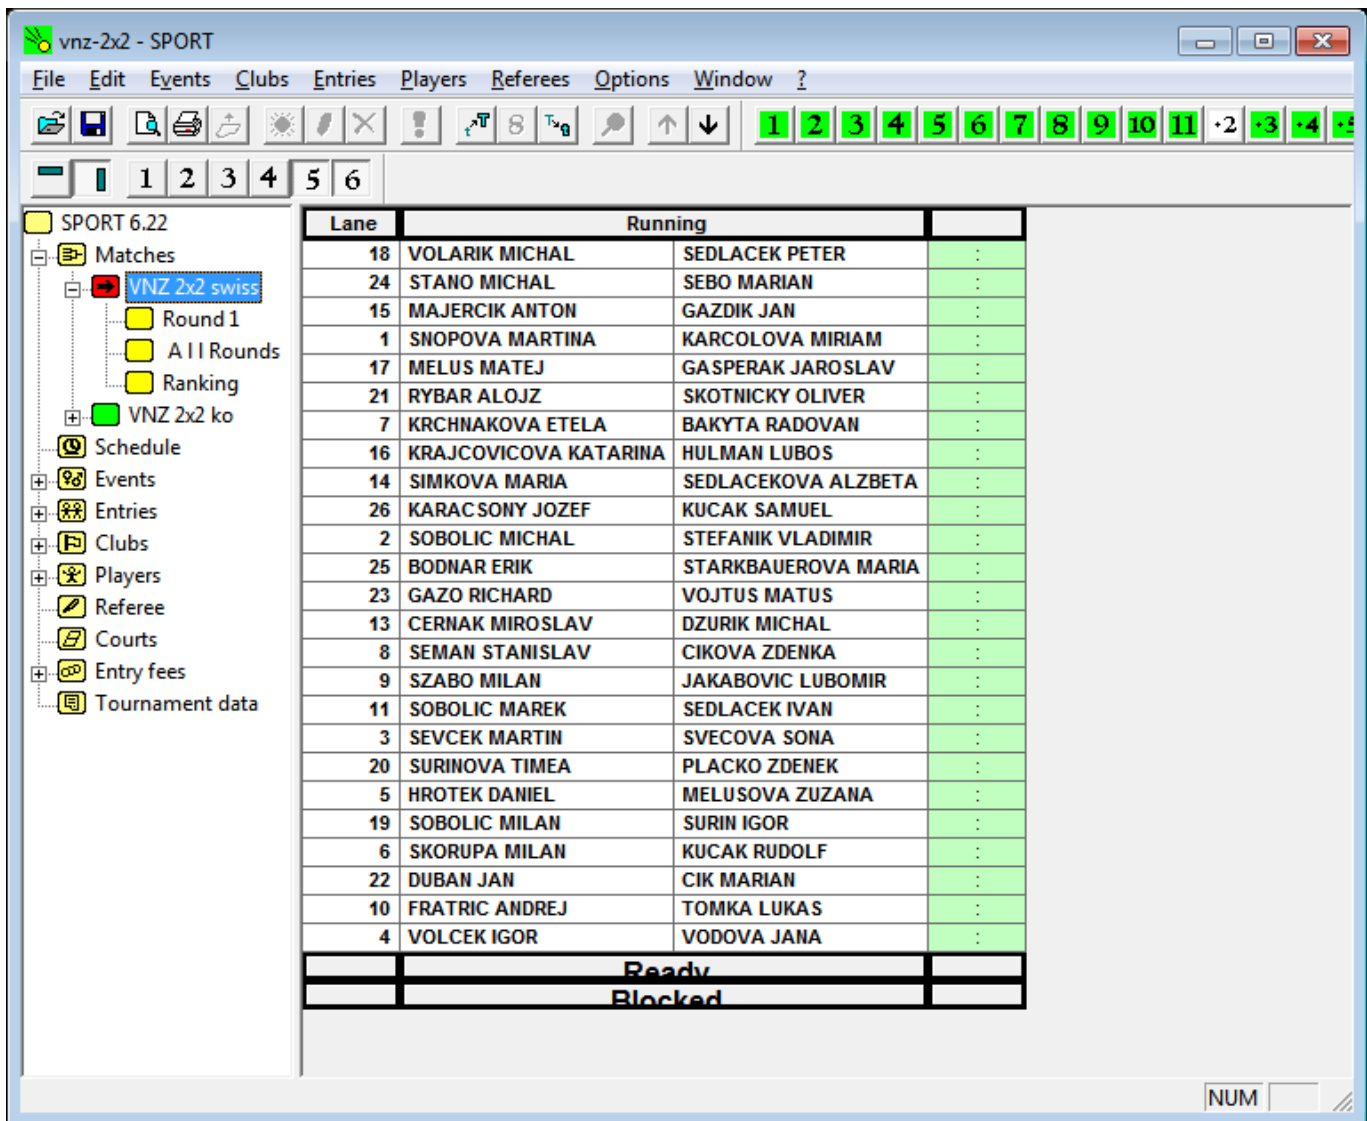 vnz-2x2 - SPORT
File Edit Events Clubs Entries Players Referees Options Window ?
8 1 2 3 4 5 6 7 8 9 10 11 +2 +3 +4
1 2 3 4 5 6
SPORT 6.22
Matches
VNZ 2x2 swiss
Round 1
A l l Rounds
Ranking
VNZ 2x2 ko
Schedule
Events
Entries
Clubs
Players
Referee
Courts
Entry fees
Tournament data
Lane Running
18 VOLARIK MICHAL SEDLACEK PETER :
24 STANO MICHAL SEBO MARIAN :
15 MAJERCIK ANTON GAZDIK JAN :
1 SNOPOVA MARTINA KARCOLOVA MIRIAM :
17 MELUS MATEJ GASPERAK JAROSLAV :
21 RYBAR ALOJZ SKOTNICKY OLIVER :
7 KRCHNAKOVA ETELA BAKYTA RADOVAN :
16 KRAJCOVICOVA KATARINA HULMAN LUBOS :
14 SIMKOVA MARIA SEDLACEKOVA ALZBETA :
26 KARACSONY JOZEF KUCAK SAMUEL :
2 SOBOLIC MICHAL STEFANIK VLADIMIR :
25 BODNAR ERIK STARKBAUEROVA MARIA :
23 GAZO RICHARD VOJTUS MATUS :
13 CERNAK MIROSLAV DZURIK MICHAL :
8 SEMAN STANISLAV CIKOVA ZDENKA :
9 SZABO MILAN JAKABOVIC LUBOMIR :
11 SOBOLIC MAREK SEDLACEK IVAN :
3 SEVCEK MARTIN SVECOVA SONA :
20 SURINOVA TIMEA PLACKO ZDENEK :
5 HROTEK DANIEL MELUSOVA ZUZANA :
19 SOBOLIC MILAN SURIN IGOR :
6 SKORUPA MILAN KUCAK RUDOLF :
22 DUBAN JAN CIK MARIAN :
10 FRATRIC ANDREJ TOMKA LUKAS :
4 VOLCEK IGOR VODOVA JANA :
Ready
Blocked
NUM